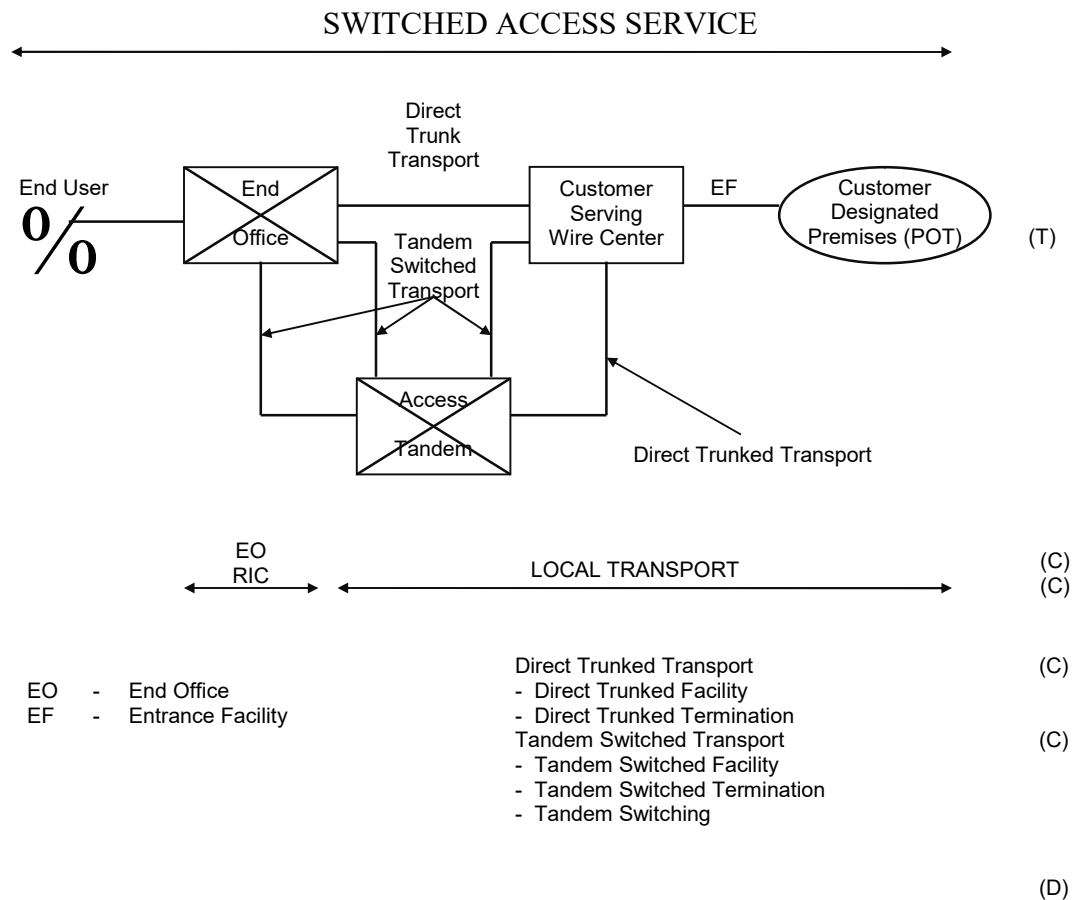 SWITCHED ACCESS SERVICE
Direct
Trunk
Transport
End User
%
End
Office
Tandem
Switched
Transport
Customer
Serving
Wire Center
EF
Customer
Designated
Premises (POT)
(T)
Access
Tandem
Direct Trunked Transport
EO
RIC
LOCAL TRANSPORT
(C)
(C)
EO - End Office
EF - Entrance Facility
Direct Trunked Transport (C)
- Direct Trunked Facility
- Direct Trunked Termination
Tandem Switched Transport (C)
- Tandem Switched Facility
- Tandem Switched Termination
- Tandem Switching
(D)